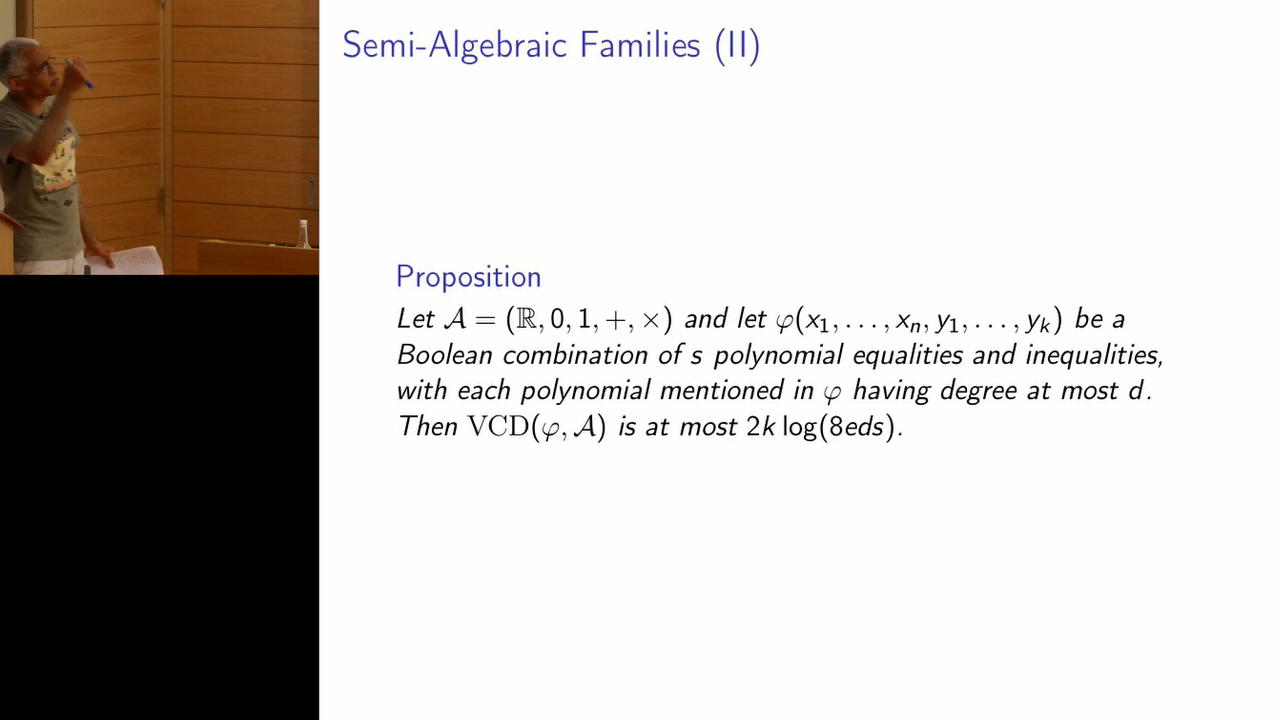 Semi-Algebraic Families (II)
Proposition
Let 𝒜 = (ℝ, 0, 1, +, ×) and let φ(x₁, . . . , xₙ, y₁, . . . , yₖ) be a
Boolean combination of s polynomial equalities and inequalities,
with each polynomial mentioned in φ having degree at most d.
Then VCD(φ, 𝒜) is at most 2k log(8eds).